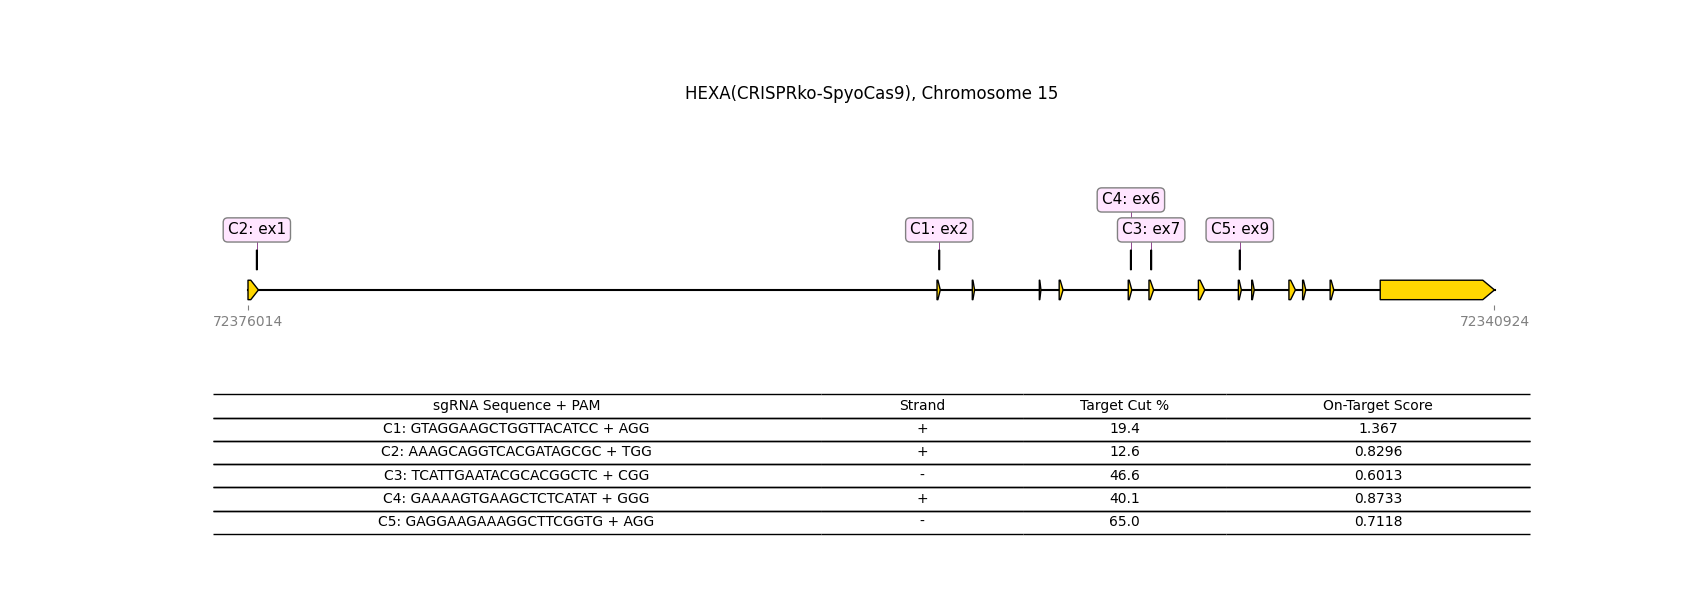 HEXA(CRISPRko-SpyoCas9), Chromosome 15
C4: ex6
C2: ex1 C1: ex2 C3: ex7 C5: ex9
72376014 72340924
sgRNA Sequence + PAM Strand Target Cut % On-Target Score
C1: GTAGGAAGCTGGTTACATCC + AGG + 19.4 1.367
C2: AAAGCAGGTCACGATAGCGC + TGG + 12.6 0.8296
C3: TCATTGAATACGCACGGCTC + CGG - 46.6 0.6013
C4: GAAAAGTGAAGCTCTCATAT + GGG + 40.1 0.8733
C5: GAGGAAGAAAGGCTTCGGTG + AGG - 65.0 0.7118